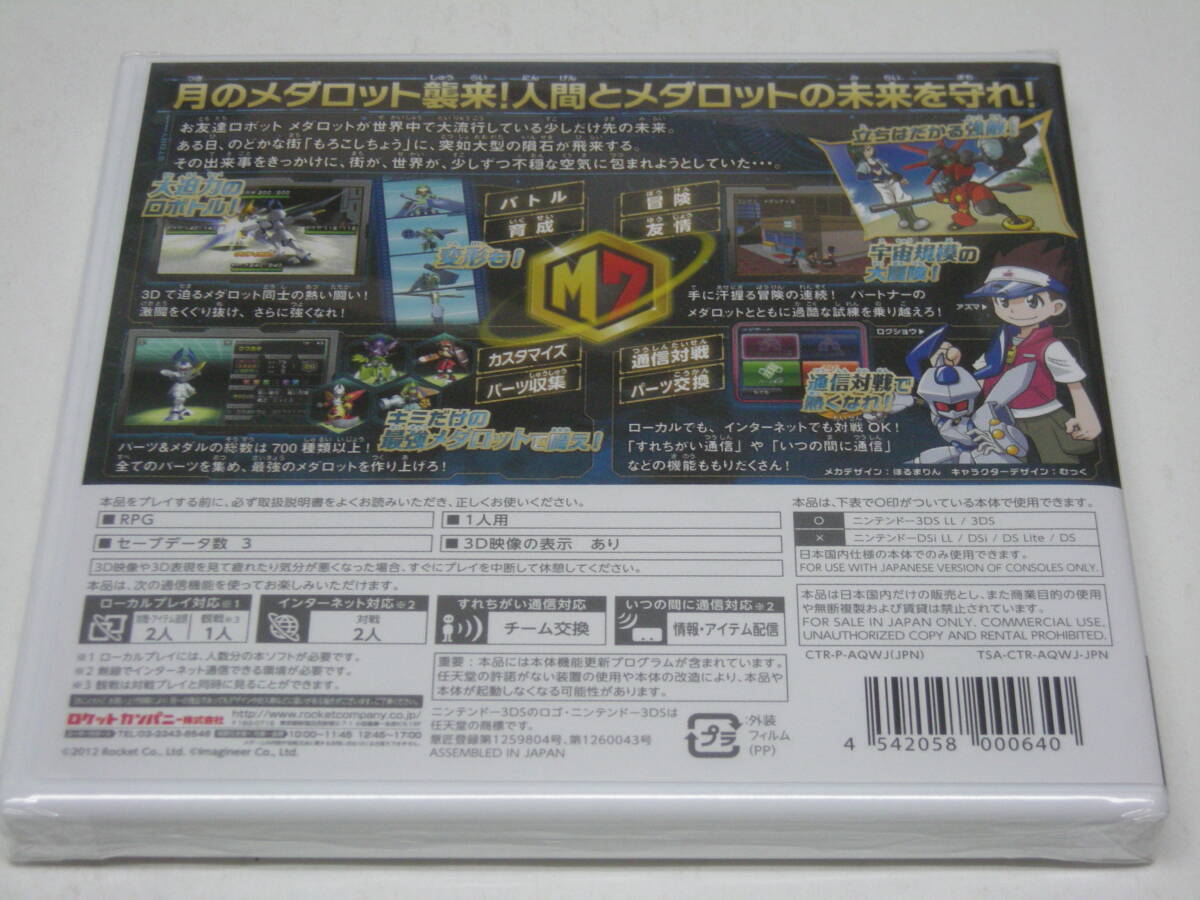 月のメダロット襲来!人間とメダロットの未来を守れ!
お友達ロボット メダロットが世界中で大流行している少しだけ先の未来。
ある日、のどかな街「もろこしちょう」に、突如大型の隕石が飛来する。
その出来事をきっかけに、街が、世界が、少しずつ不穏な空気に包まれようとしていた・・・。
立ちはだかる強敵!
大迫力の
ロボトル!
変形も!
バトル
育成
冒険
友情
M7
宇宙規模の
大冒険!
3Dで迫るメダロット同士の熱い闘い!
激闘をくぐり抜け、さらに強くなれ!
手に汗握る冒険の連続! パートナーの
メダロットとともに過酷な試練を乗り越えろ!
アズマ▶
ロクショウ▶
カスタマイズ
パーツ収集
通信対戦
パーツ交換
キミだけの
最強メダロットで備え!
通信対戦で
熱くなれ!
パーツ&メダルの総数は700種類以上!
全てのパーツを集め、最強のメダロットを作り上げろ!
ローカルでも、インターネットでも対戦OK!
「すれちがい通信」や「いつの間に通信」
などの機能ももりだくさん!
メカデザイン:ほるまりん キャラクターデザイン:むっく
本品をプレイする前に、必ず取扱説明書をよくお読みいただき、正しくお使いください。
■RPG
■1人用
■セーブデータ数 3
■3D映像の表示 あり
3D映像や3D表現を見て疲れたり気分が悪くなった場合、すぐにプレイを中断して休憩してください。
本品は、次の通信機能を使ってお楽しみいただけます。
ローカルプレイ対応※1
対戦・アイテム交換
2人
観戦※3
1人
インターネット対応※2
対戦
2人
すれちがい通信対応
チーム交換
いつの間に通信対応※2
情報・アイテム配信
※1 ローカルプレイには、人数分の本ソフトが必要です。
※2 無線でインターネット通信できる環境が必要です。
※3 観戦は対戦プレイと同時に見ることができます。
重要:本品には本体機能更新プログラムが含まれています。
任天堂の許諾がない装置の使用や本体の改造により、本品や
本体が起動しなくなる可能性があります。
ロケットカンパニー株式会社
http://www.rocketcompany.co.jp/
TEL:03-3343-8546
10:00〜11:45 12:45〜17:00
©2012 Rocket Co., Ltd. ©Imagineer Co., Ltd.
ニンテンドー3DSのロゴ・ニンテンドー3DSは
任天堂の商標です。
意匠登録第1259804号、第1260043号
ASSEMBLED IN JAPAN
プラ
:外装
フィルム
(PP)
本品は、下表で○印がついている本体で使用できます。
○ ニンテンドー3DS LL / 3DS
× ニンテンドーDSi LL / DSi / DS Lite / DS
日本国内仕様の本体でのみ使用できます。
FOR USE WITH JAPANESE VERSION OF CONSOLES ONLY.
本品は日本国内だけの販売とし、また商業目的の使用
や無断複製および賃貸は禁止されています。
FOR SALE IN JAPAN ONLY. COMMERCIAL USE,
UNAUTHORIZED COPY AND RENTAL PROHIBITED.
CTR-P-AQWJ(JPN)
TSA-CTR-AQWJ-JPN
4 542058 000640